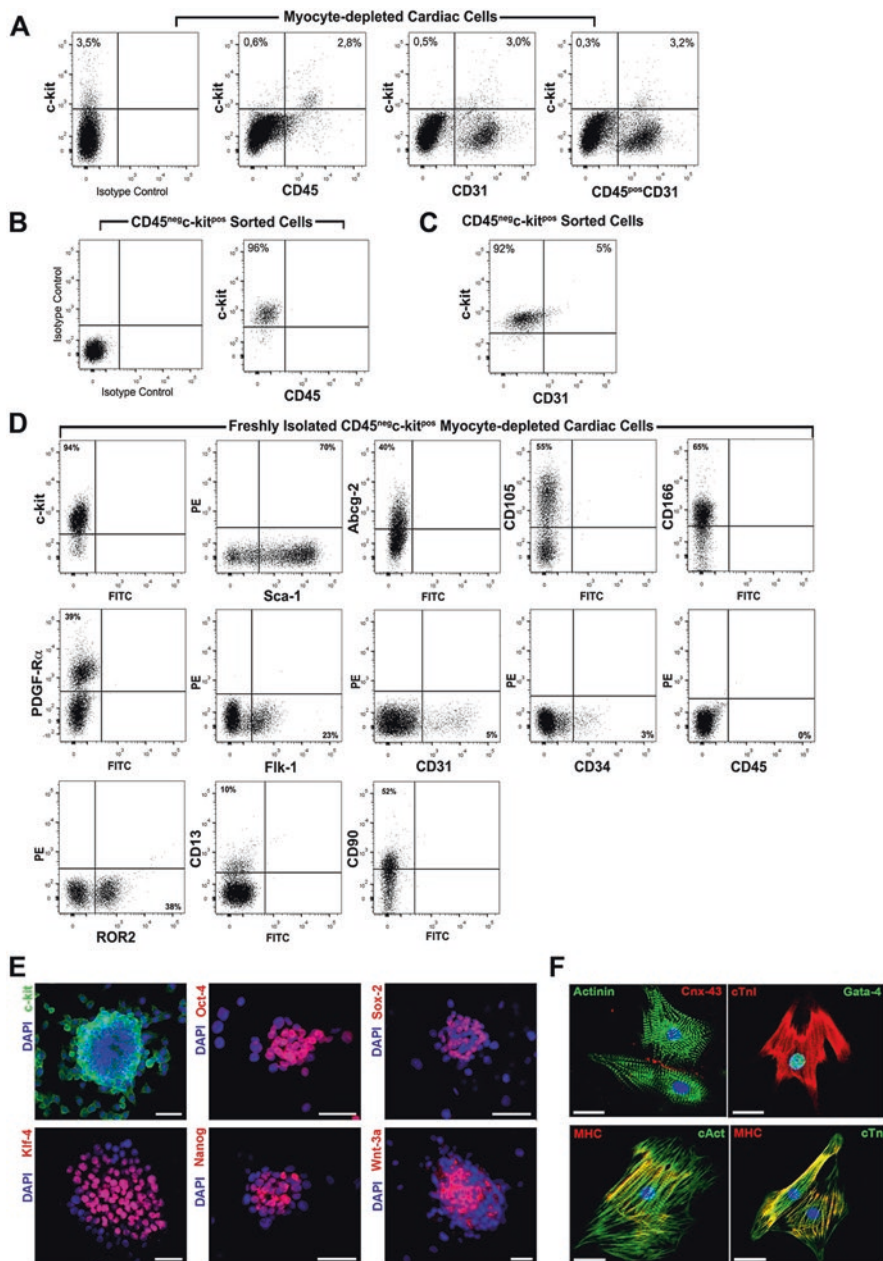 A
Myocyte-depleted Cardiac Cells
c-kit
3,5%
Isotype Control
0,6% 2,8%
CD45
0,5% 3,0%
CD31
0,3% 3,2%
CD45posCD31
B
CD45negc-kitpos Sorted Cells
Isotype Control
Isotype Control
c-kit
96%
CD45
C
CD45negc-kitpos Sorted Cells
c-kit
92% 5%
CD31
D
Freshly Isolated CD45negc-kitpos Myocyte-depleted Cardiac Cells
c-kit
94%
FITC
PE
70%
Sca-1
Abcg-2
40%
FITC
CD105
55%
FITC
CD166
65%
FITC
PDGF-Rα
39%
FITC
PE
23%
Flk-1
PE
5%
CD31
PE
3%
CD34
PE
0%
CD45
PE
38%
ROR2
CD13
10%
FITC
CD90
52%
FITC
E
DAPI c-kit
DAPI Oct-4
DAPI Sox-2
DAPI Klf-4
DAPI Nanog
DAPI Wnt-3a
F
Actinin Cnx-43
cTnI Gata-4
MHC cAct
MHC cTn